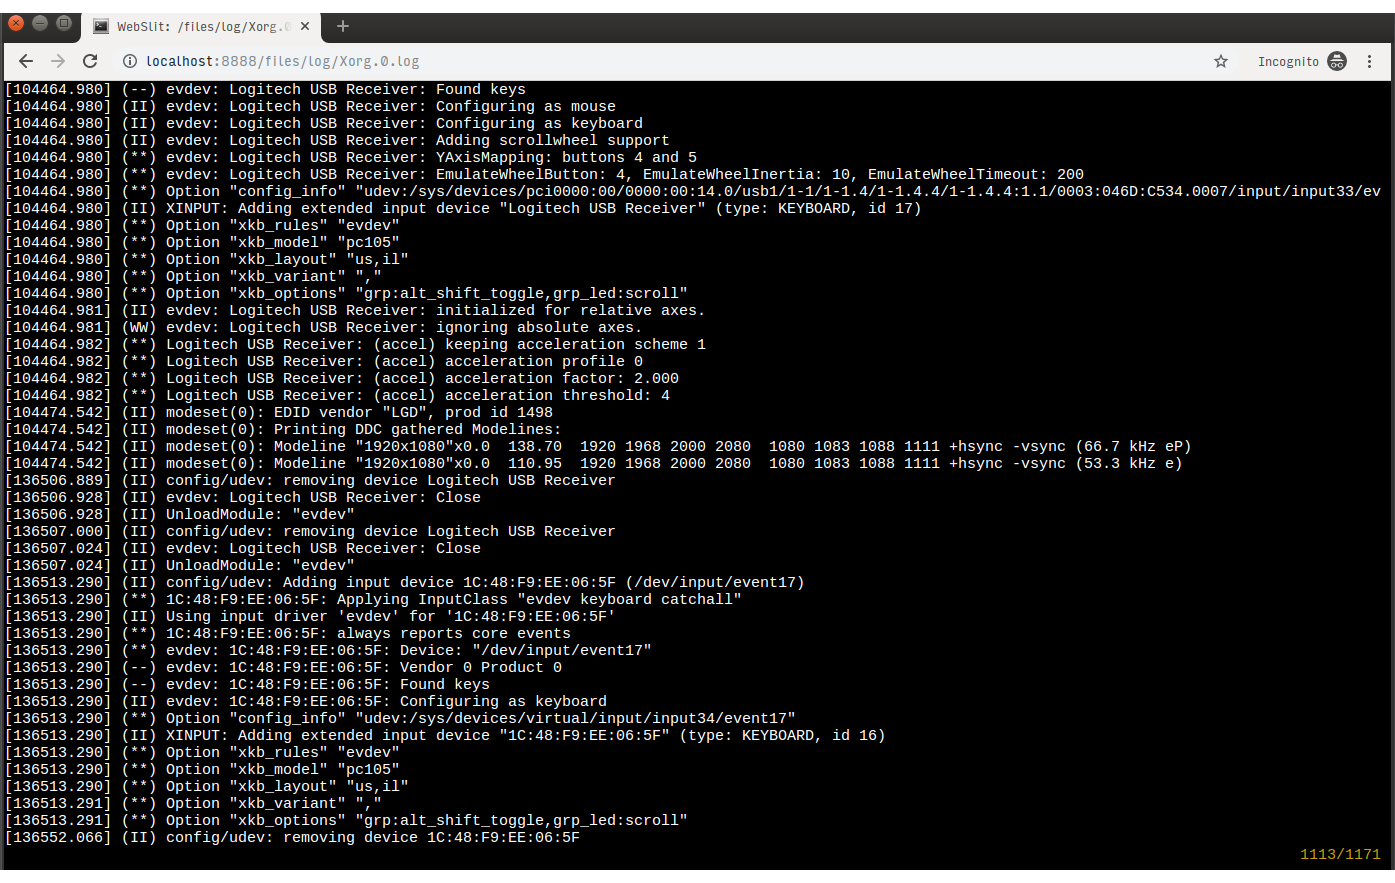 WebSlit: /files/log/Xorg.0
localhost:8888/files/log/Xorg.0.log
Incognito
[104464.980] (--) evdev: Logitech USB Receiver: Found keys
[104464.980] (II) evdev: Logitech USB Receiver: Configuring as mouse
[104464.980] (II) evdev: Logitech USB Receiver: Configuring as keyboard
[104464.980] (II) evdev: Logitech USB Receiver: Adding scrollwheel support
[104464.980] (**) evdev: Logitech USB Receiver: YAxisMapping: buttons 4 and 5
[104464.980] (**) evdev: Logitech USB Receiver: EmulateWheelButton: 4, EmulateWheelInertia: 10, EmulateWheelTimeout: 200
[104464.980] (**) Option "config_info" "udev:/sys/devices/pci0000:00/0000:00:14.0/usb1/1-1/1-1.4/1-1.4.4/1-1.4.4:1.1/0003:046D:C534.0007/input/input33/ev
[104464.980] (II) XINPUT: Adding extended input device "Logitech USB Receiver" (type: KEYBOARD, id 17)
[104464.980] (**) Option "xkb_rules" "evdev"
[104464.980] (**) Option "xkb_model" "pc105"
[104464.980] (**) Option "xkb_layout" "us,il"
[104464.980] (**) Option "xkb_variant" ","
[104464.980] (**) Option "xkb_options" "grp:alt_shift_toggle,grp_led:scroll"
[104464.981] (II) evdev: Logitech USB Receiver: initialized for relative axes.
[104464.981] (WW) evdev: Logitech USB Receiver: ignoring absolute axes.
[104464.982] (**) Logitech USB Receiver: (accel) keeping acceleration scheme 1
[104464.982] (**) Logitech USB Receiver: (accel) acceleration profile 0
[104464.982] (**) Logitech USB Receiver: (accel) acceleration factor: 2.000
[104464.982] (**) Logitech USB Receiver: (accel) acceleration threshold: 4
[104474.542] (II) modeset(0): EDID vendor "LGD", prod id 1498
[104474.542] (II) modeset(0): Printing DDC gathered Modelines:
[104474.542] (II) modeset(0): Modeline "1920x1080"x0.0  138.70  1920 1968 2000 2080  1080 1083 1088 1111 +hsync -vsync (66.7 kHz eP)
[104474.542] (II) modeset(0): Modeline "1920x1080"x0.0  110.95  1920 1968 2000 2080  1080 1083 1088 1111 +hsync -vsync (53.3 kHz e)
[136506.889] (II) config/udev: removing device Logitech USB Receiver
[136506.928] (II) evdev: Logitech USB Receiver: Close
[136506.928] (II) UnloadModule: "evdev"
[136507.000] (II) config/udev: removing device Logitech USB Receiver
[136507.024] (II) evdev: Logitech USB Receiver: Close
[136507.024] (II) UnloadModule: "evdev"
[136513.290] (II) config/udev: Adding input device 1C:48:F9:EE:06:5F (/dev/input/event17)
[136513.290] (**) 1C:48:F9:EE:06:5F: Applying InputClass "evdev keyboard catchall"
[136513.290] (II) Using input driver 'evdev' for '1C:48:F9:EE:06:5F'
[136513.290] (**) 1C:48:F9:EE:06:5F: always reports core events
[136513.290] (**) evdev: 1C:48:F9:EE:06:5F: Device: "/dev/input/event17"
[136513.290] (--) evdev: 1C:48:F9:EE:06:5F: Vendor 0 Product 0
[136513.290] (--) evdev: 1C:48:F9:EE:06:5F: Found keys
[136513.290] (II) evdev: 1C:48:F9:EE:06:5F: Configuring as keyboard
[136513.290] (**) Option "config_info" "udev:/sys/devices/virtual/input/input34/event17"
[136513.290] (II) XINPUT: Adding extended input device "1C:48:F9:EE:06:5F" (type: KEYBOARD, id 16)
[136513.290] (**) Option "xkb_rules" "evdev"
[136513.290] (**) Option "xkb_model" "pc105"
[136513.290] (**) Option "xkb_layout" "us,il"
[136513.291] (**) Option "xkb_variant" ","
[136513.291] (**) Option "xkb_options" "grp:alt_shift_toggle,grp_led:scroll"
[136552.066] (II) config/udev: removing device 1C:48:F9:EE:06:5F
1113/1171